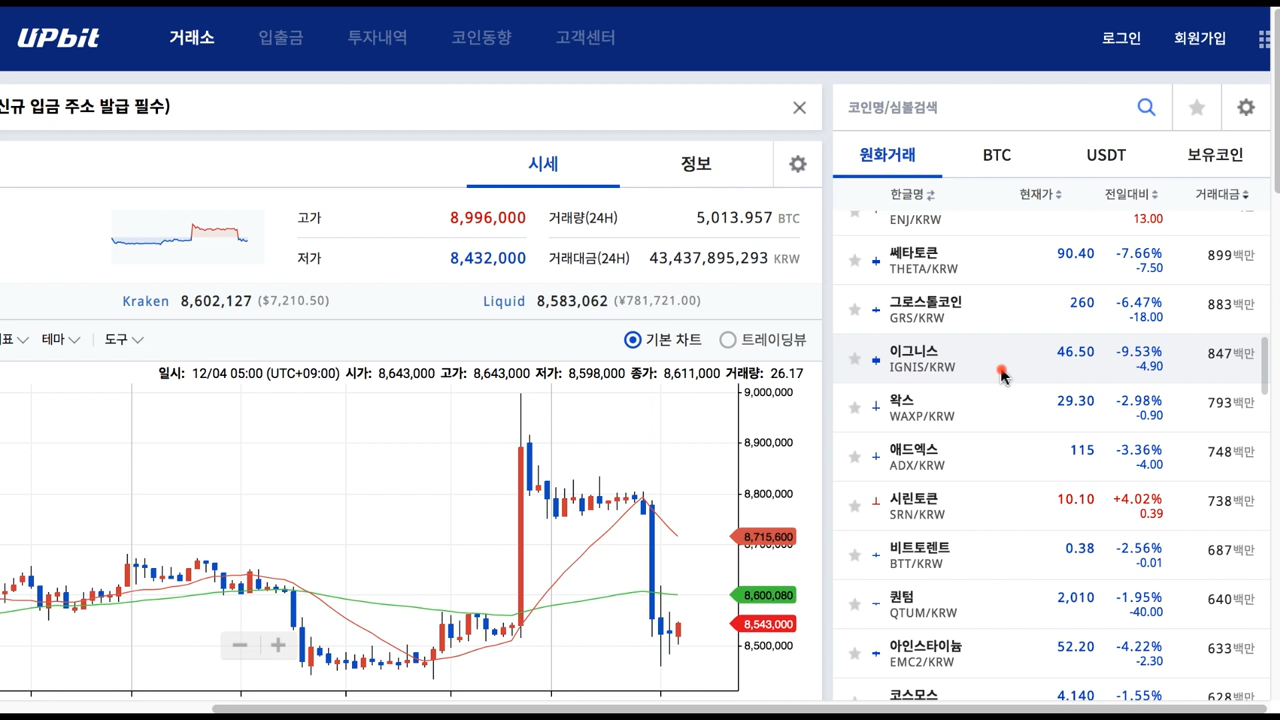 UPbit 거래소 입출금 투자내역 코인동향 고객센터 로그인 회원가입
신규 입금 주소 발급 필수)
시세 정보
고가 8,996,000 거래량(24H) 5,013.957 BTC
저가 8,432,000 거래대금(24H) 43,437,895,293 KRW
Kraken 8,602,127 ($7,210.50) Liquid 8,583,062 (¥781,721.00)
표 테마 도구 기본 차트 트레이딩뷰
일시: 12/04 05:00 (UTC+09:00) 시가: 8,643,000 고가: 8,643,000 저가: 8,598,000 종가: 8,611,000 거래량: 26.17
9,000,000
8,900,000
8,800,000
8,715,600
8,700,000
8,600,080
8,543,000
8,500,000
코인명/심볼검색
원화거래 BTC USDT 보유코인
한글명 현재가 전일대비 거래대금
ENJ/KRW 13.00
쎄타토큰 90.40 -7.66% 899백만
THETA/KRW -7.50
그로스톨코인 260 -6.47% 883백만
GRS/KRW -18.00
이그니스 46.50 -9.53% 847백만
IGNIS/KRW -4.90
왁스 29.30 -2.98% 793백만
WAXP/KRW -0.90
애드엑스 115 -3.36% 748백만
ADX/KRW -4.00
시린토큰 10.10 +4.02% 738백만
SRN/KRW 0.39
비트토렌트 0.38 -2.56% 687백만
BTT/KRW -0.01
퀀텀 2,010 -1.95% 640백만
QTUM/KRW -40.00
아인스타이늄 52.20 -4.22% 633백만
EMC2/KRW -2.30
코스모스 4,140 -1.55% 628백만